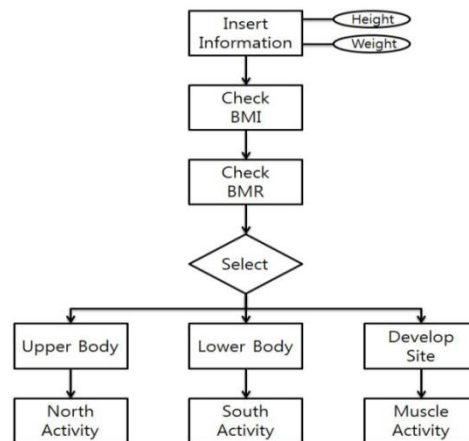 Insert
Information
Height
Weight
Check
BMI
Check
BMR
Select
Upper Body
Lower Body
Develop
Site
North
Activity
South
Activity
Muscle
Activity